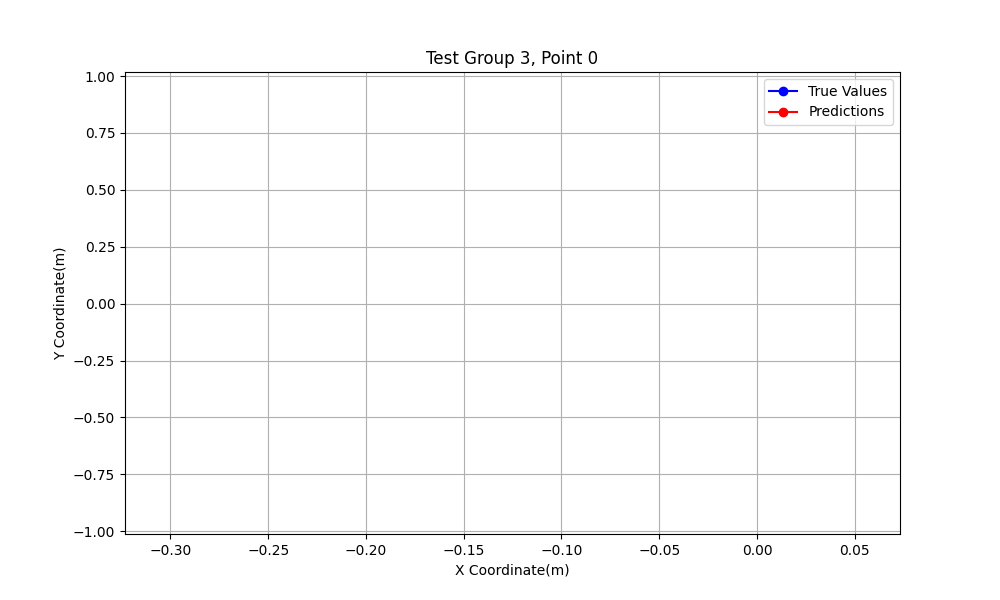 Test Group 3, Point 0
True Values
Predictions
Y Coordinate(m)
1.00
0.75
0.50
0.25
0.00
−0.25
−0.50
−0.75
−1.00
−0.30 −0.25 −0.20 −0.15 −0.10 −0.05 0.00 0.05
X Coordinate(m)